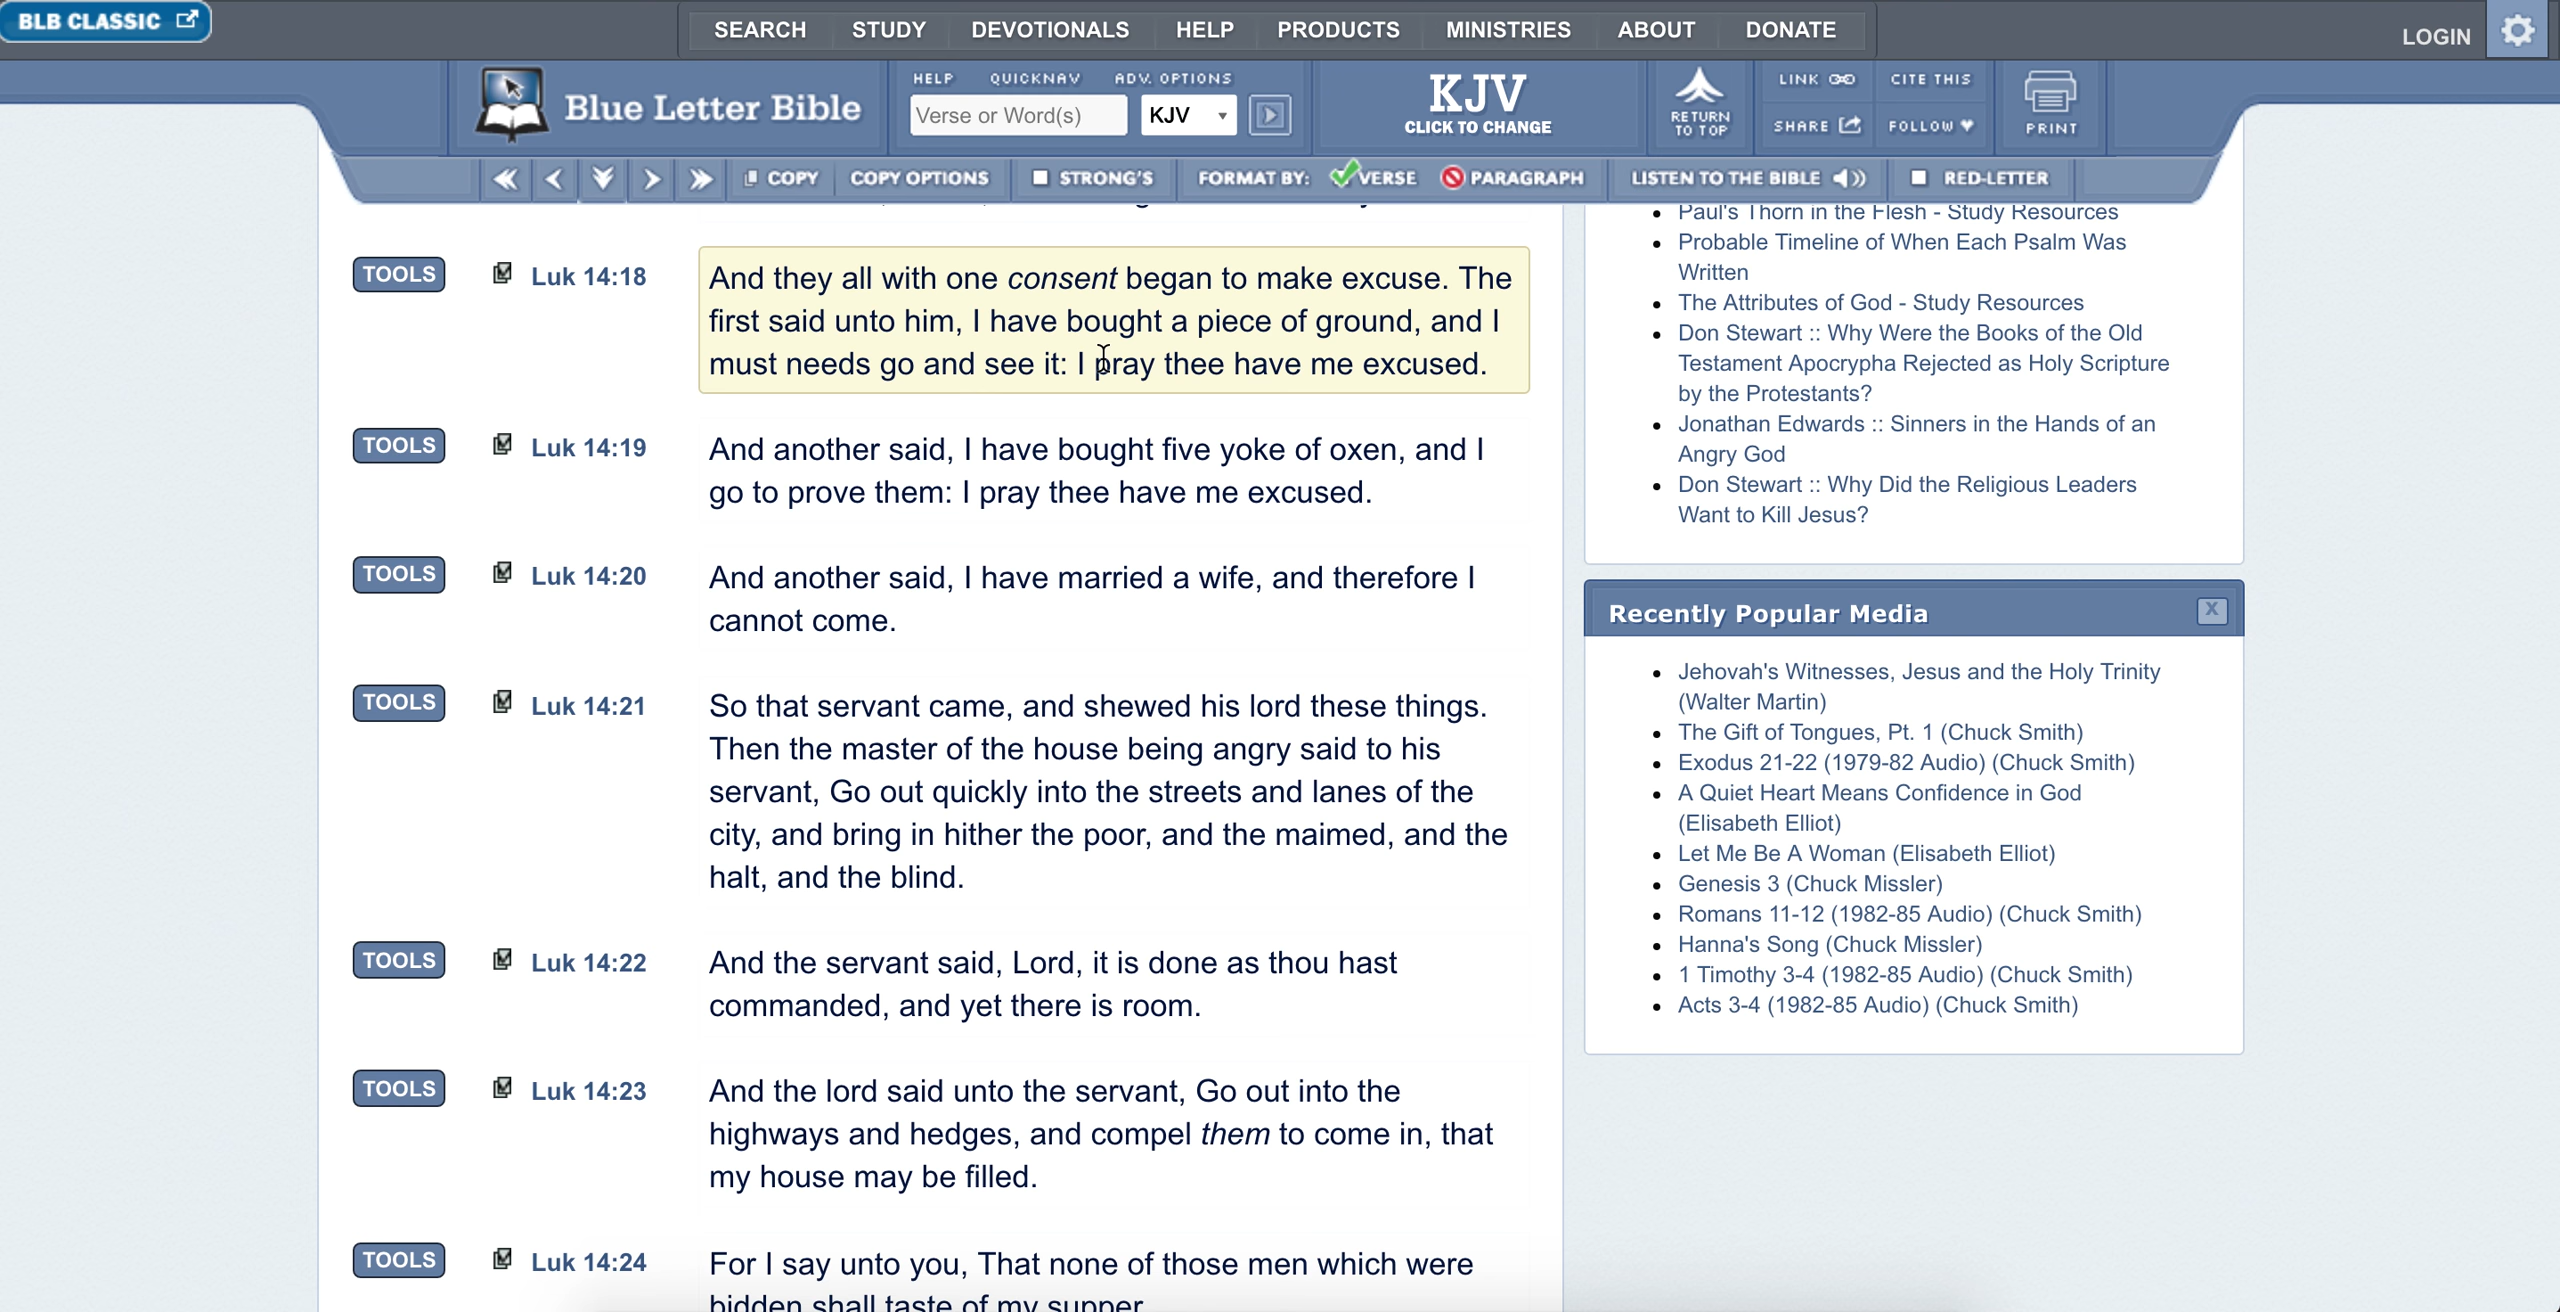 BLB CLASSIC
SEARCH STUDY DEVOTIONALS HELP PRODUCTS MINISTRIES ABOUT DONATE
LOGIN
Blue Letter Bible
HELP QUICKNAV ADV. OPTIONS
Verse or Word(s) KJV
KJV
CLICK TO CHANGE
RETURN
TO TOP
LINK CITE THIS
SHARE FOLLOW
PRINT
COPY COPY OPTIONS STRONG'S FORMAT BY: VERSE PARAGRAPH LISTEN TO THE BIBLE RED-LETTER
TOOLS Luk 14:18
And they all with one consent began to make excuse. The
first said unto him, I have bought a piece of ground, and I
must needs go and see it: I pray thee have me excused.
TOOLS Luk 14:19
And another said, I have bought five yoke of oxen, and I
go to prove them: I pray thee have me excused.
TOOLS Luk 14:20
And another said, I have married a wife, and therefore I
cannot come.
TOOLS Luk 14:21
So that servant came, and shewed his lord these things.
Then the master of the house being angry said to his
servant, Go out quickly into the streets and lanes of the
city, and bring in hither the poor, and the maimed, and the
halt, and the blind.
TOOLS Luk 14:22
And the servant said, Lord, it is done as thou hast
commanded, and yet there is room.
TOOLS Luk 14:23
And the lord said unto the servant, Go out into the
highways and hedges, and compel them to come in, that
my house may be filled.
TOOLS Luk 14:24
For I say unto you, That none of those men which were
bidden shall taste of my supper.
Paul's Thorn in the Flesh - Study Resources
Probable Timeline of When Each Psalm Was
Written
The Attributes of God - Study Resources
Don Stewart :: Why Were the Books of the Old
Testament Apocrypha Rejected as Holy Scripture
by the Protestants?
Jonathan Edwards :: Sinners in the Hands of an
Angry God
Don Stewart :: Why Did the Religious Leaders
Want to Kill Jesus?
Recently Popular Media X
Jehovah's Witnesses, Jesus and the Holy Trinity
(Walter Martin)
The Gift of Tongues, Pt. 1 (Chuck Smith)
Exodus 21-22 (1979-82 Audio) (Chuck Smith)
A Quiet Heart Means Confidence in God
(Elisabeth Elliot)
Let Me Be A Woman (Elisabeth Elliot)
Genesis 3 (Chuck Missler)
Romans 11-12 (1982-85 Audio) (Chuck Smith)
Hanna's Song (Chuck Missler)
1 Timothy 3-4 (1982-85 Audio) (Chuck Smith)
Acts 3-4 (1982-85 Audio) (Chuck Smith)